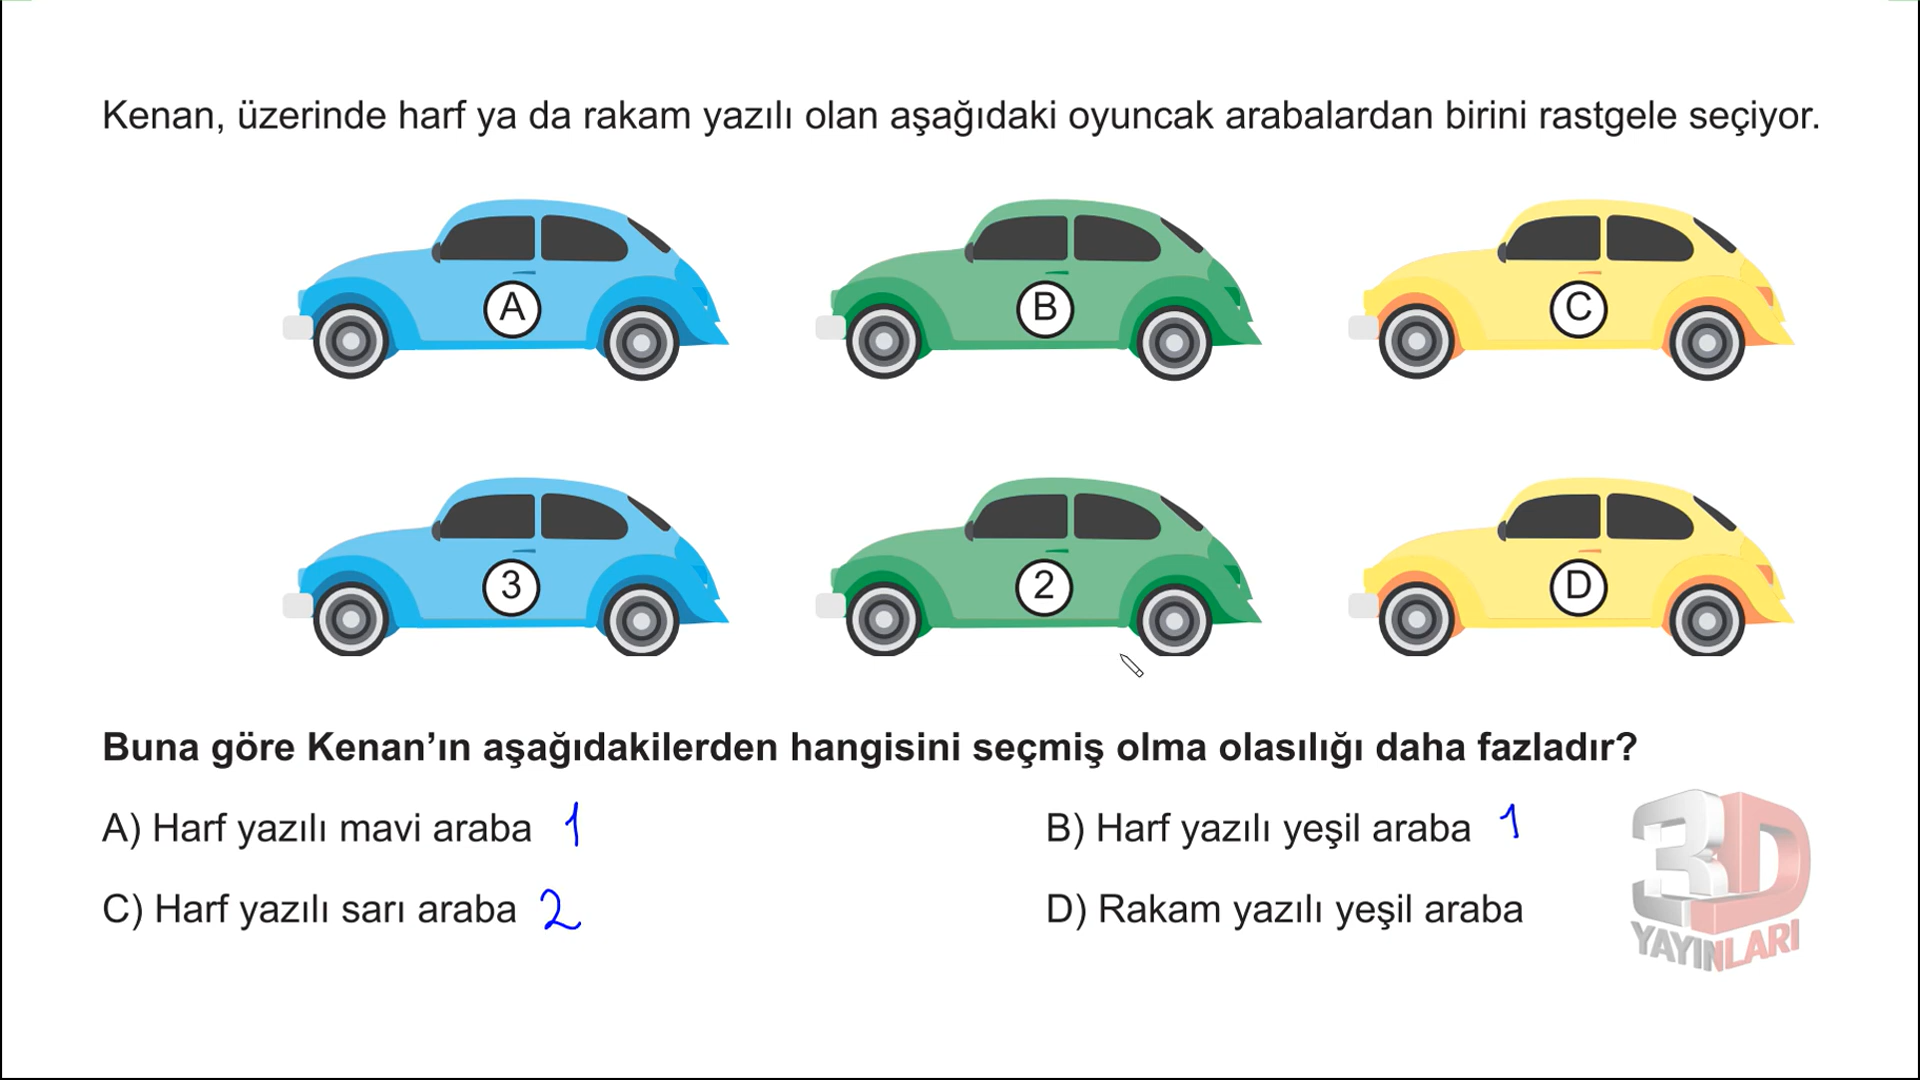 Kenan, üzerinde harf ya da rakam yazılı olan aşağıdaki oyuncak arabalardan birini rastgele seçiyor.
A B C
3 2 D
Buna göre Kenan’ın aşağıdakilerden hangisini seçmiş olma olasılığı daha fazladır?
A) Harf yazılı mavi araba 1 B) Harf yazılı yeşil araba 1
C) Harf yazılı sarı araba 2 D) Rakam yazılı yeşil araba
3D
YAYINLARI